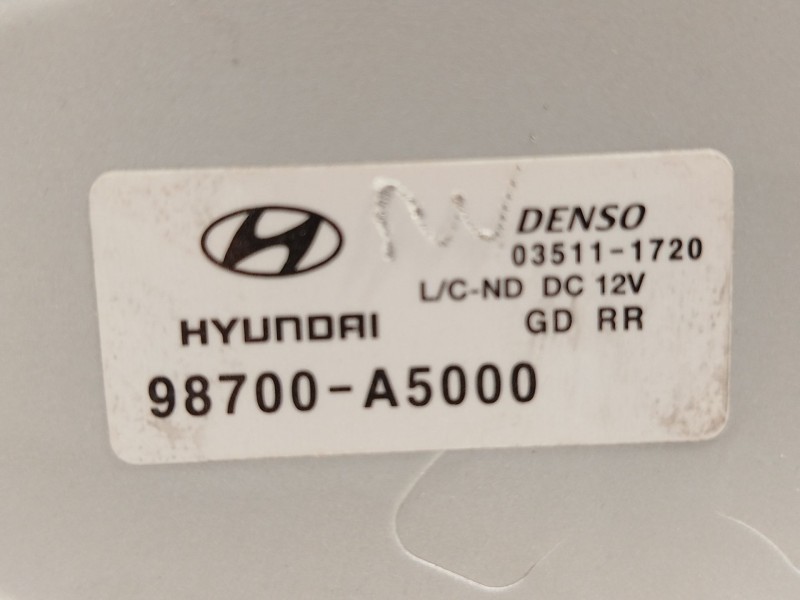 DENSO
03511-1720
L/C-ND DC 12V
HYUNDAI GD RR
98700-A5000